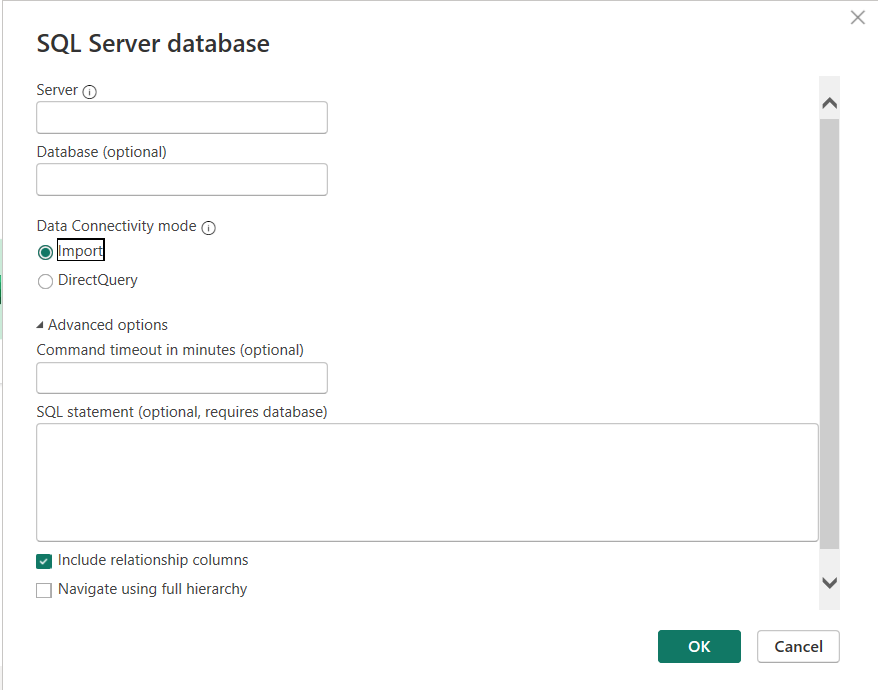 SQL Server database
Server
Database (optional)
Data Connectivity mode
Import
DirectQuery
Advanced options
Command timeout in minutes (optional)
SQL statement (optional, requires database)
Include relationship columns
Navigate using full hierarchy
OK
Cancel